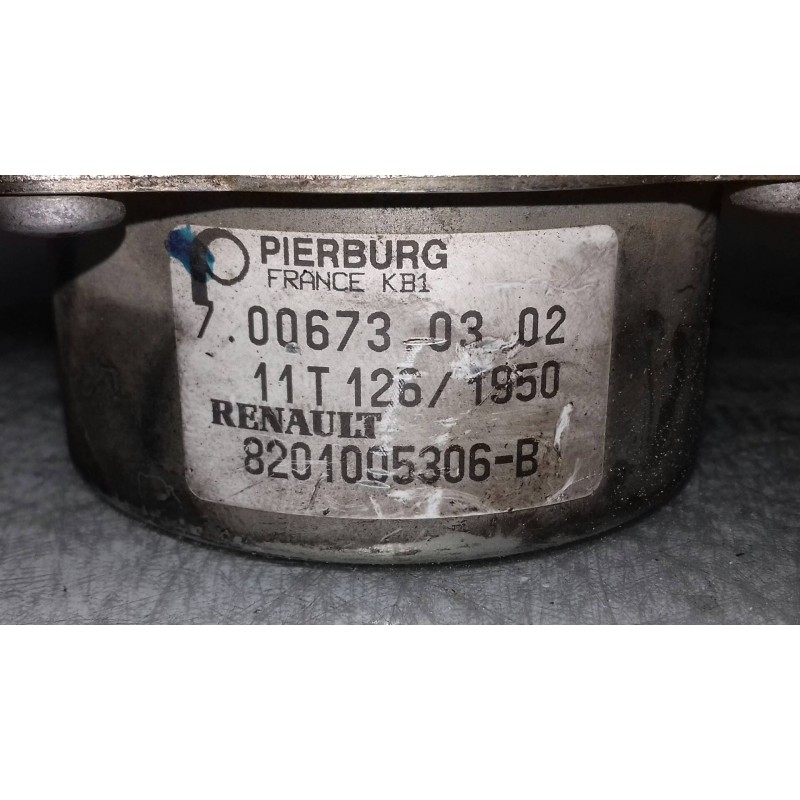 PIERBURG
FRANCE KB1
7.00673 03 02
11T 126/1950
RENAULT
8201005306-B